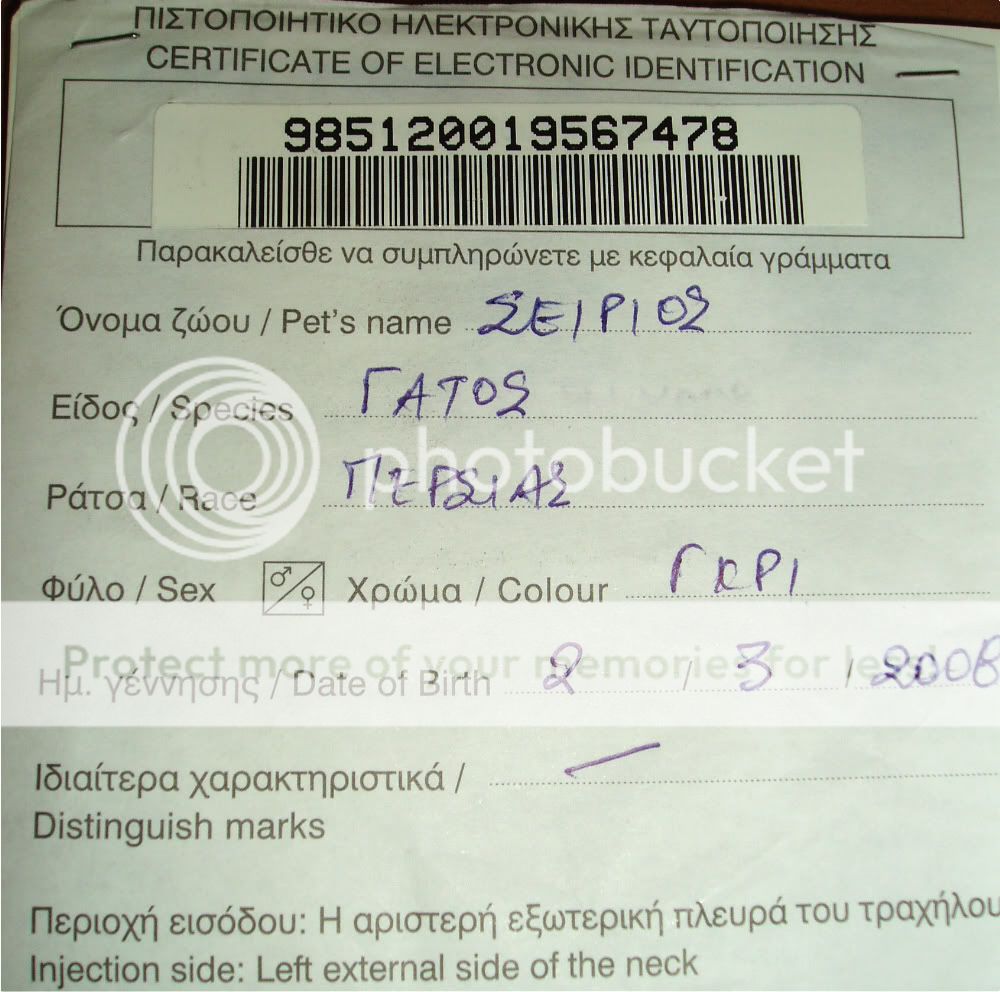 ΠΙΣΤΟΠΟΙΗΤΙΚΟ ΗΛΕΚΤΡΟΝΙΚΗΣ ΤΑΥΤΟΠΟΙΗΣΗΣ
CERTIFICATE OF ELECTRONIC IDENTIFICATION
985120019567478
Παρακαλείσθε να συμπληρώνετε με κεφαλαία γράμματα
Όνομα ζώου / Pet's name ΣΕΙΡΙΟΣ
Είδος / Species ΓΑΤΟΣ
photobucket
Ράτσα / Race ΠΕΡΣΙΑΣ
Φύλο / Sex ♂/♀ Χρώμα / Colour ΓΚΡΙ
Protect more of your memories for less!
Ημ. γέννησης / Date of Birth 2 / 3 / 2008
Ιδιαίτερα χαρακτηριστικά / —
Distinguish marks
Περιοχή εισόδου: Η αριστερή εξωτερική πλευρά του τραχήλου
Injection side: Left external side of the neck